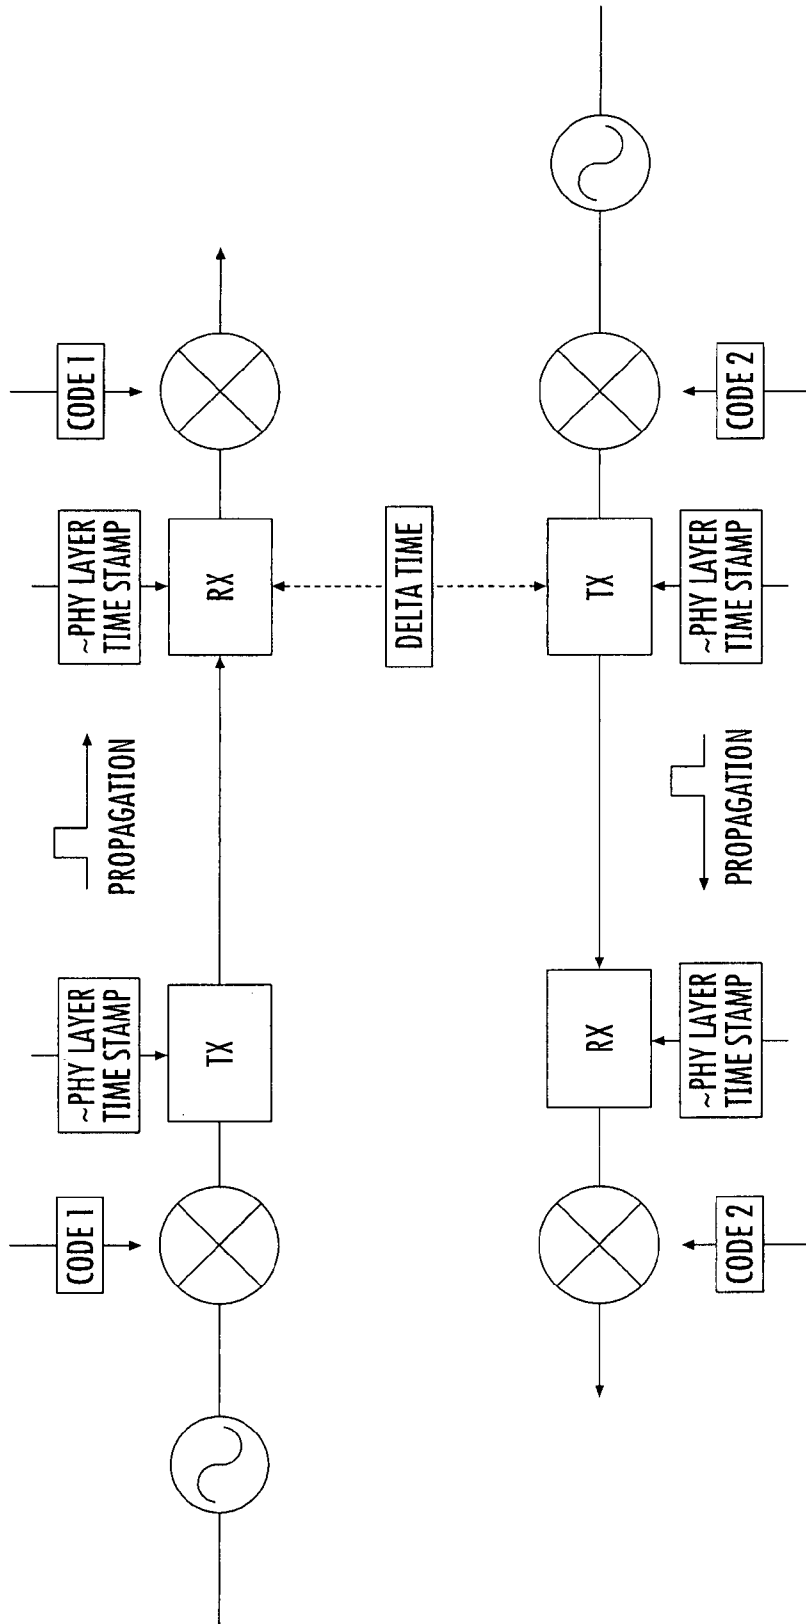 CODE 1
~PHY LAYER
TIME STAMP
PROPAGATION
~PHY LAYER
TIME STAMP
CODE 1
TX
RX
DELTA TIME
RX
TX
CODE 2
~PHY LAYER
TIME STAMP
PROPAGATION
~PHY LAYER
TIME STAMP
CODE 2